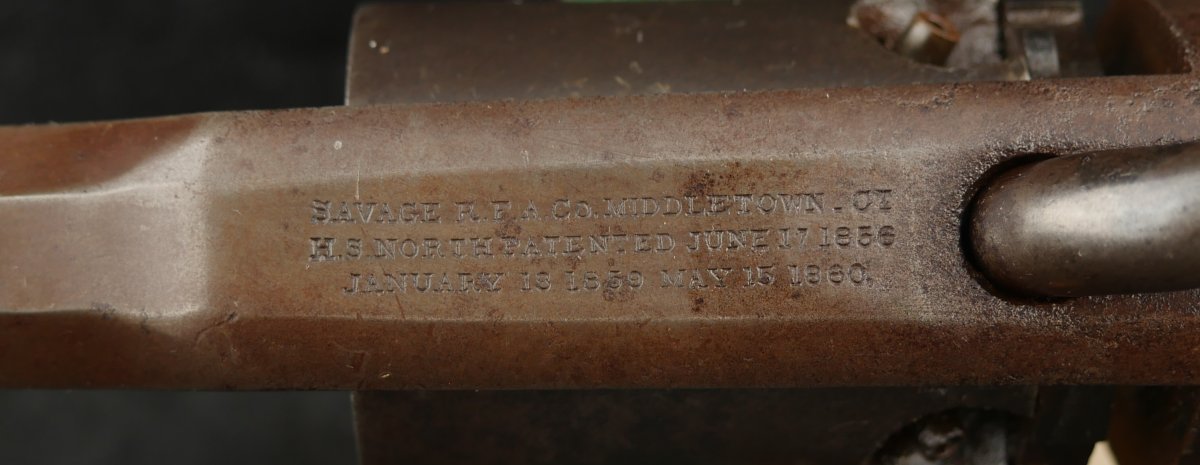 SAVAGE R.F.A. CO. MIDDLETOWN. CT
H.S. NORTH PATENTED JUNE 17 1856
JANUARY 18 1859 MAY 15 1860.